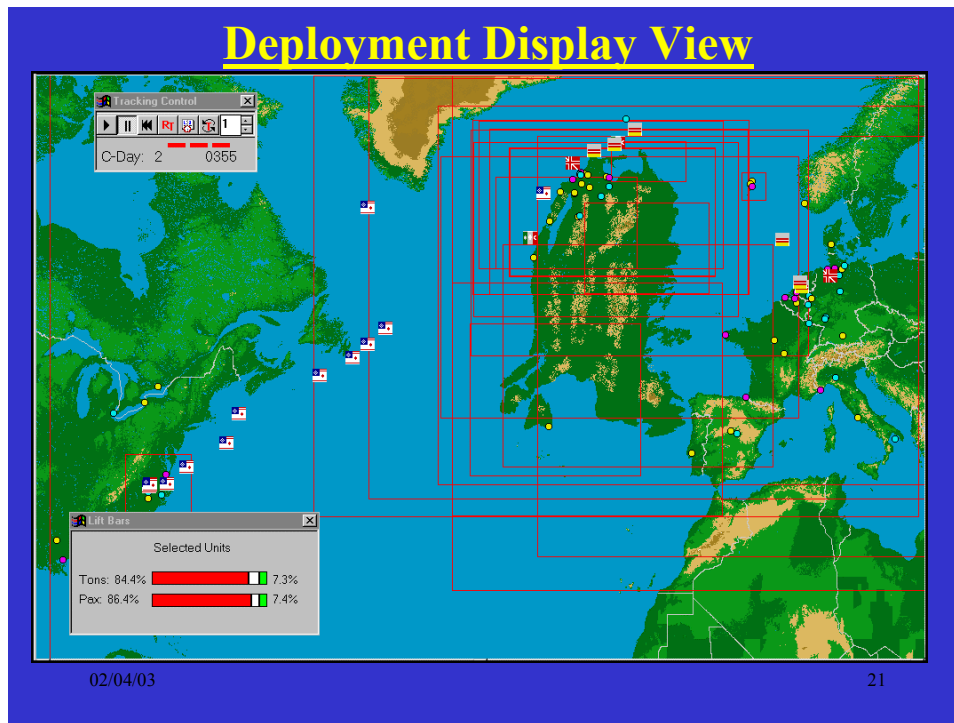 Deployment Display View
Tracking Control
RT
1
C-Day: 2 0355
Lift Bars
Selected Units
Tons: 84.4% 7.3%
Pax: 86.4% 7.4%
02/04/03 21